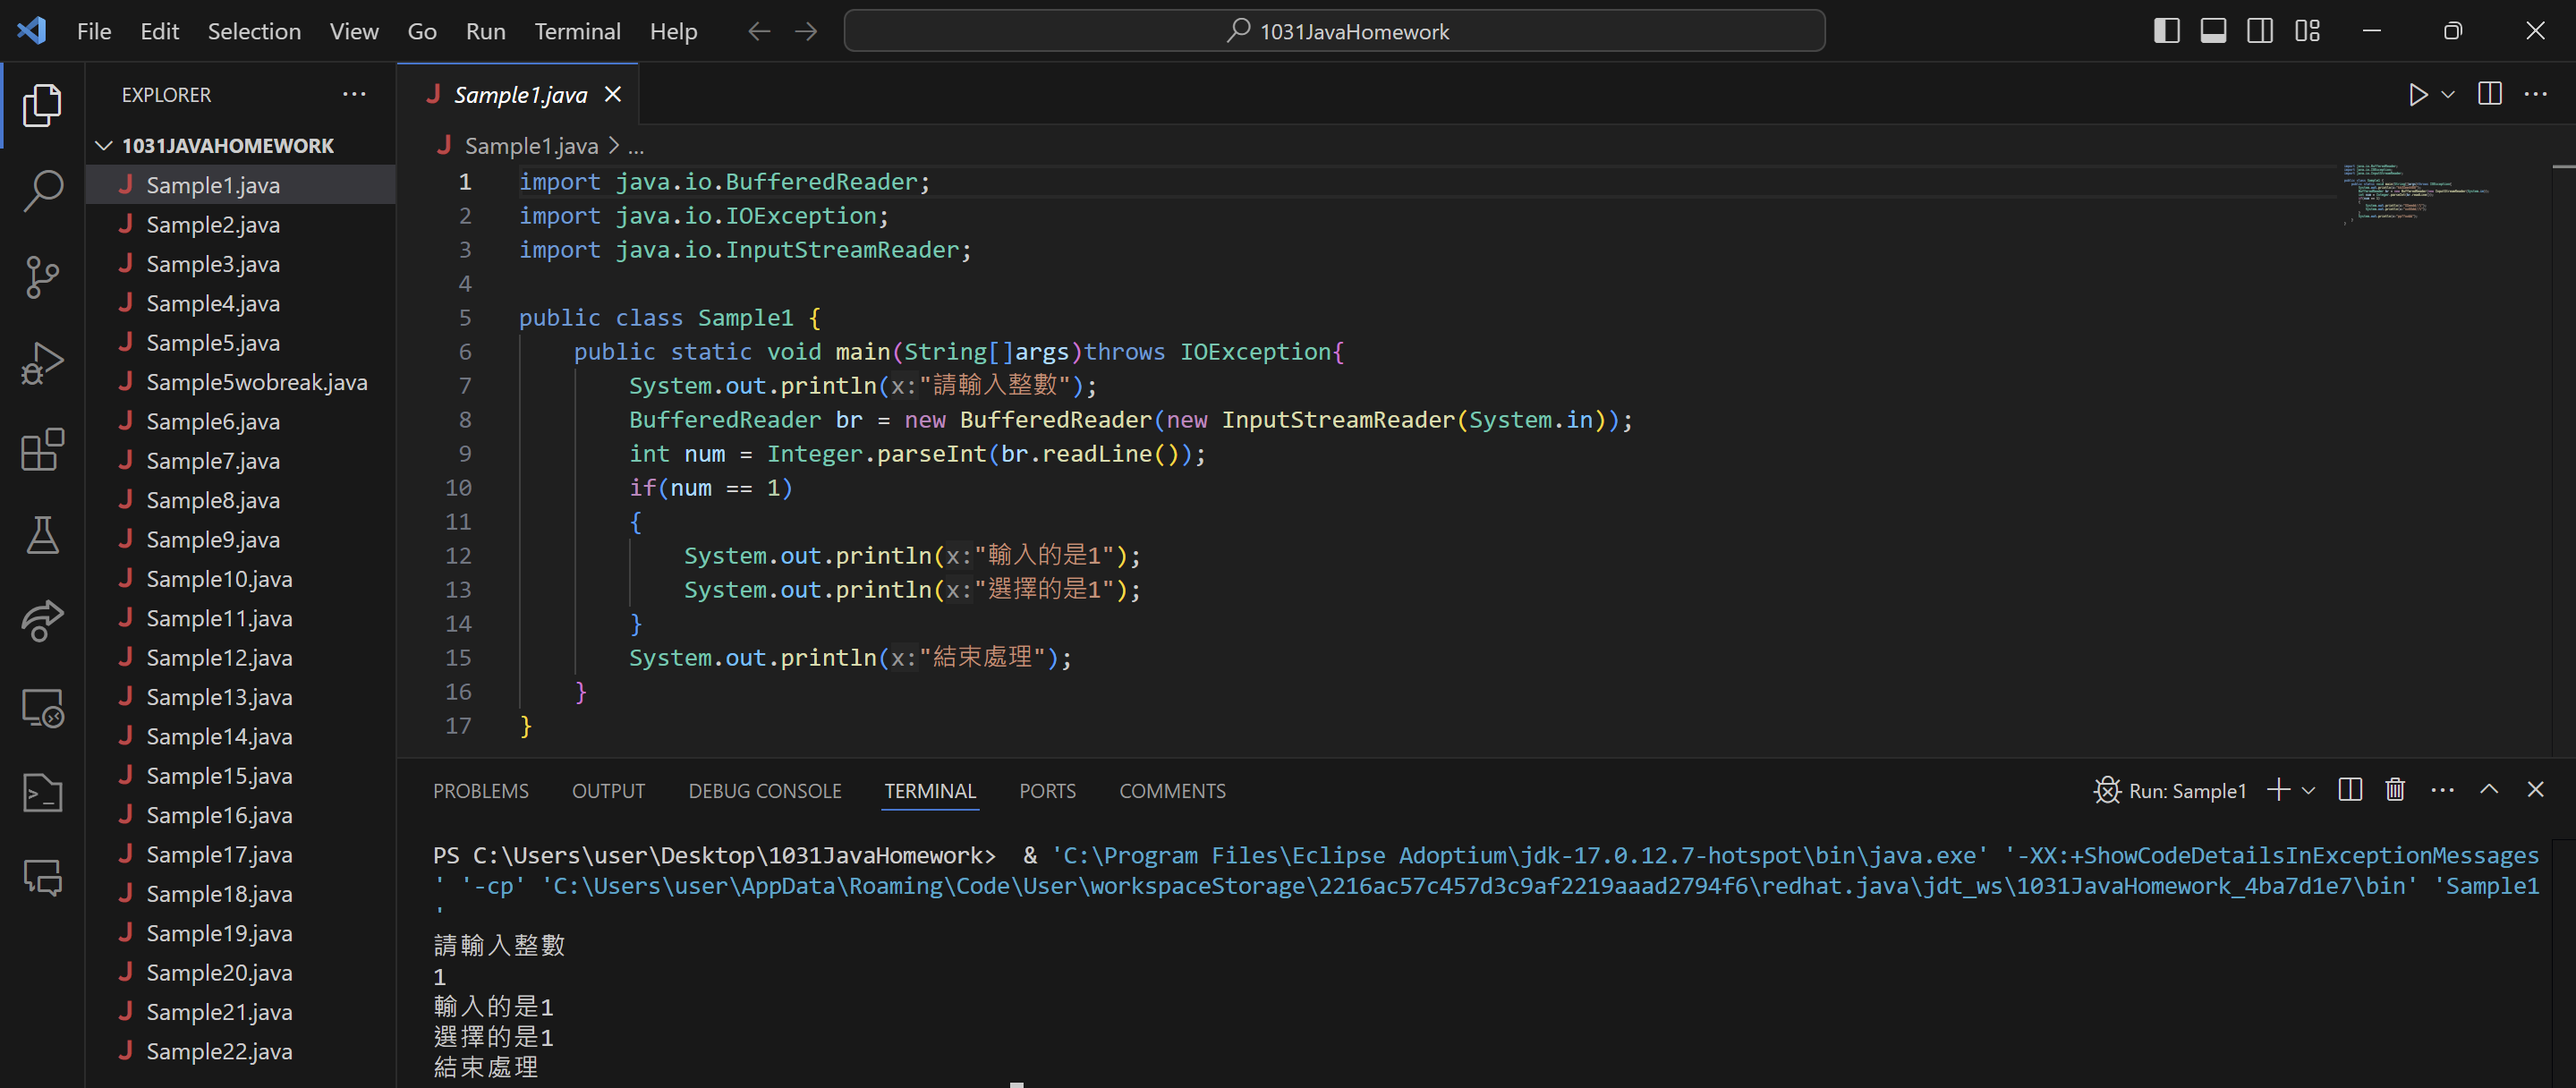 File Edit Selection View Go Run Terminal Help
1031JavaHomework
EXPLORER
1031JAVAHOMEWORK
Sample1.java
Sample2.java
Sample3.java
Sample4.java
Sample5.java
Sample5wobreak.java
Sample6.java
Sample7.java
Sample8.java
Sample9.java
Sample10.java
Sample11.java
Sample12.java
Sample13.java
Sample14.java
Sample15.java
Sample16.java
Sample17.java
Sample18.java
Sample19.java
Sample20.java
Sample21.java
Sample22.java
Sample1.java
Sample1.java > ...
1 import java.io.BufferedReader;
2 import java.io.IOException;
3 import java.io.InputStreamReader;
4
5 public class Sample1 {
6     public static void main(String[]args)throws IOException{
7         System.out.println(x:"請輸入整數");
8         BufferedReader br = new BufferedReader(new InputStreamReader(System.in));
9         int num = Integer.parseInt(br.readLine());
10         if(num == 1)
11         {
12             System.out.println(x:"輸入的是1");
13             System.out.println(x:"選擇的是1");
14         }
15         System.out.println(x:"結束處理");
16     }
17 }
PROBLEMS OUTPUT DEBUG CONSOLE TERMINAL PORTS COMMENTS
Run: Sample1
PS C:\Users\user\Desktop\1031JavaHomework>  & 'C:\Program Files\Eclipse Adoptium\jdk-17.0.12.7-hotspot\bin\java.exe' '-XX:+ShowCodeDetailsInExceptionMessages
' '-cp' 'C:\Users\user\AppData\Roaming\Code\User\workspaceStorage\2216ac57c457d3c9af2219aaad2794f6\redhat.java\jdt_ws\1031JavaHomework_4ba7d1e7\bin' 'Sample1
'
請輸入整數
1
輸入的是1
選擇的是1
結束處理